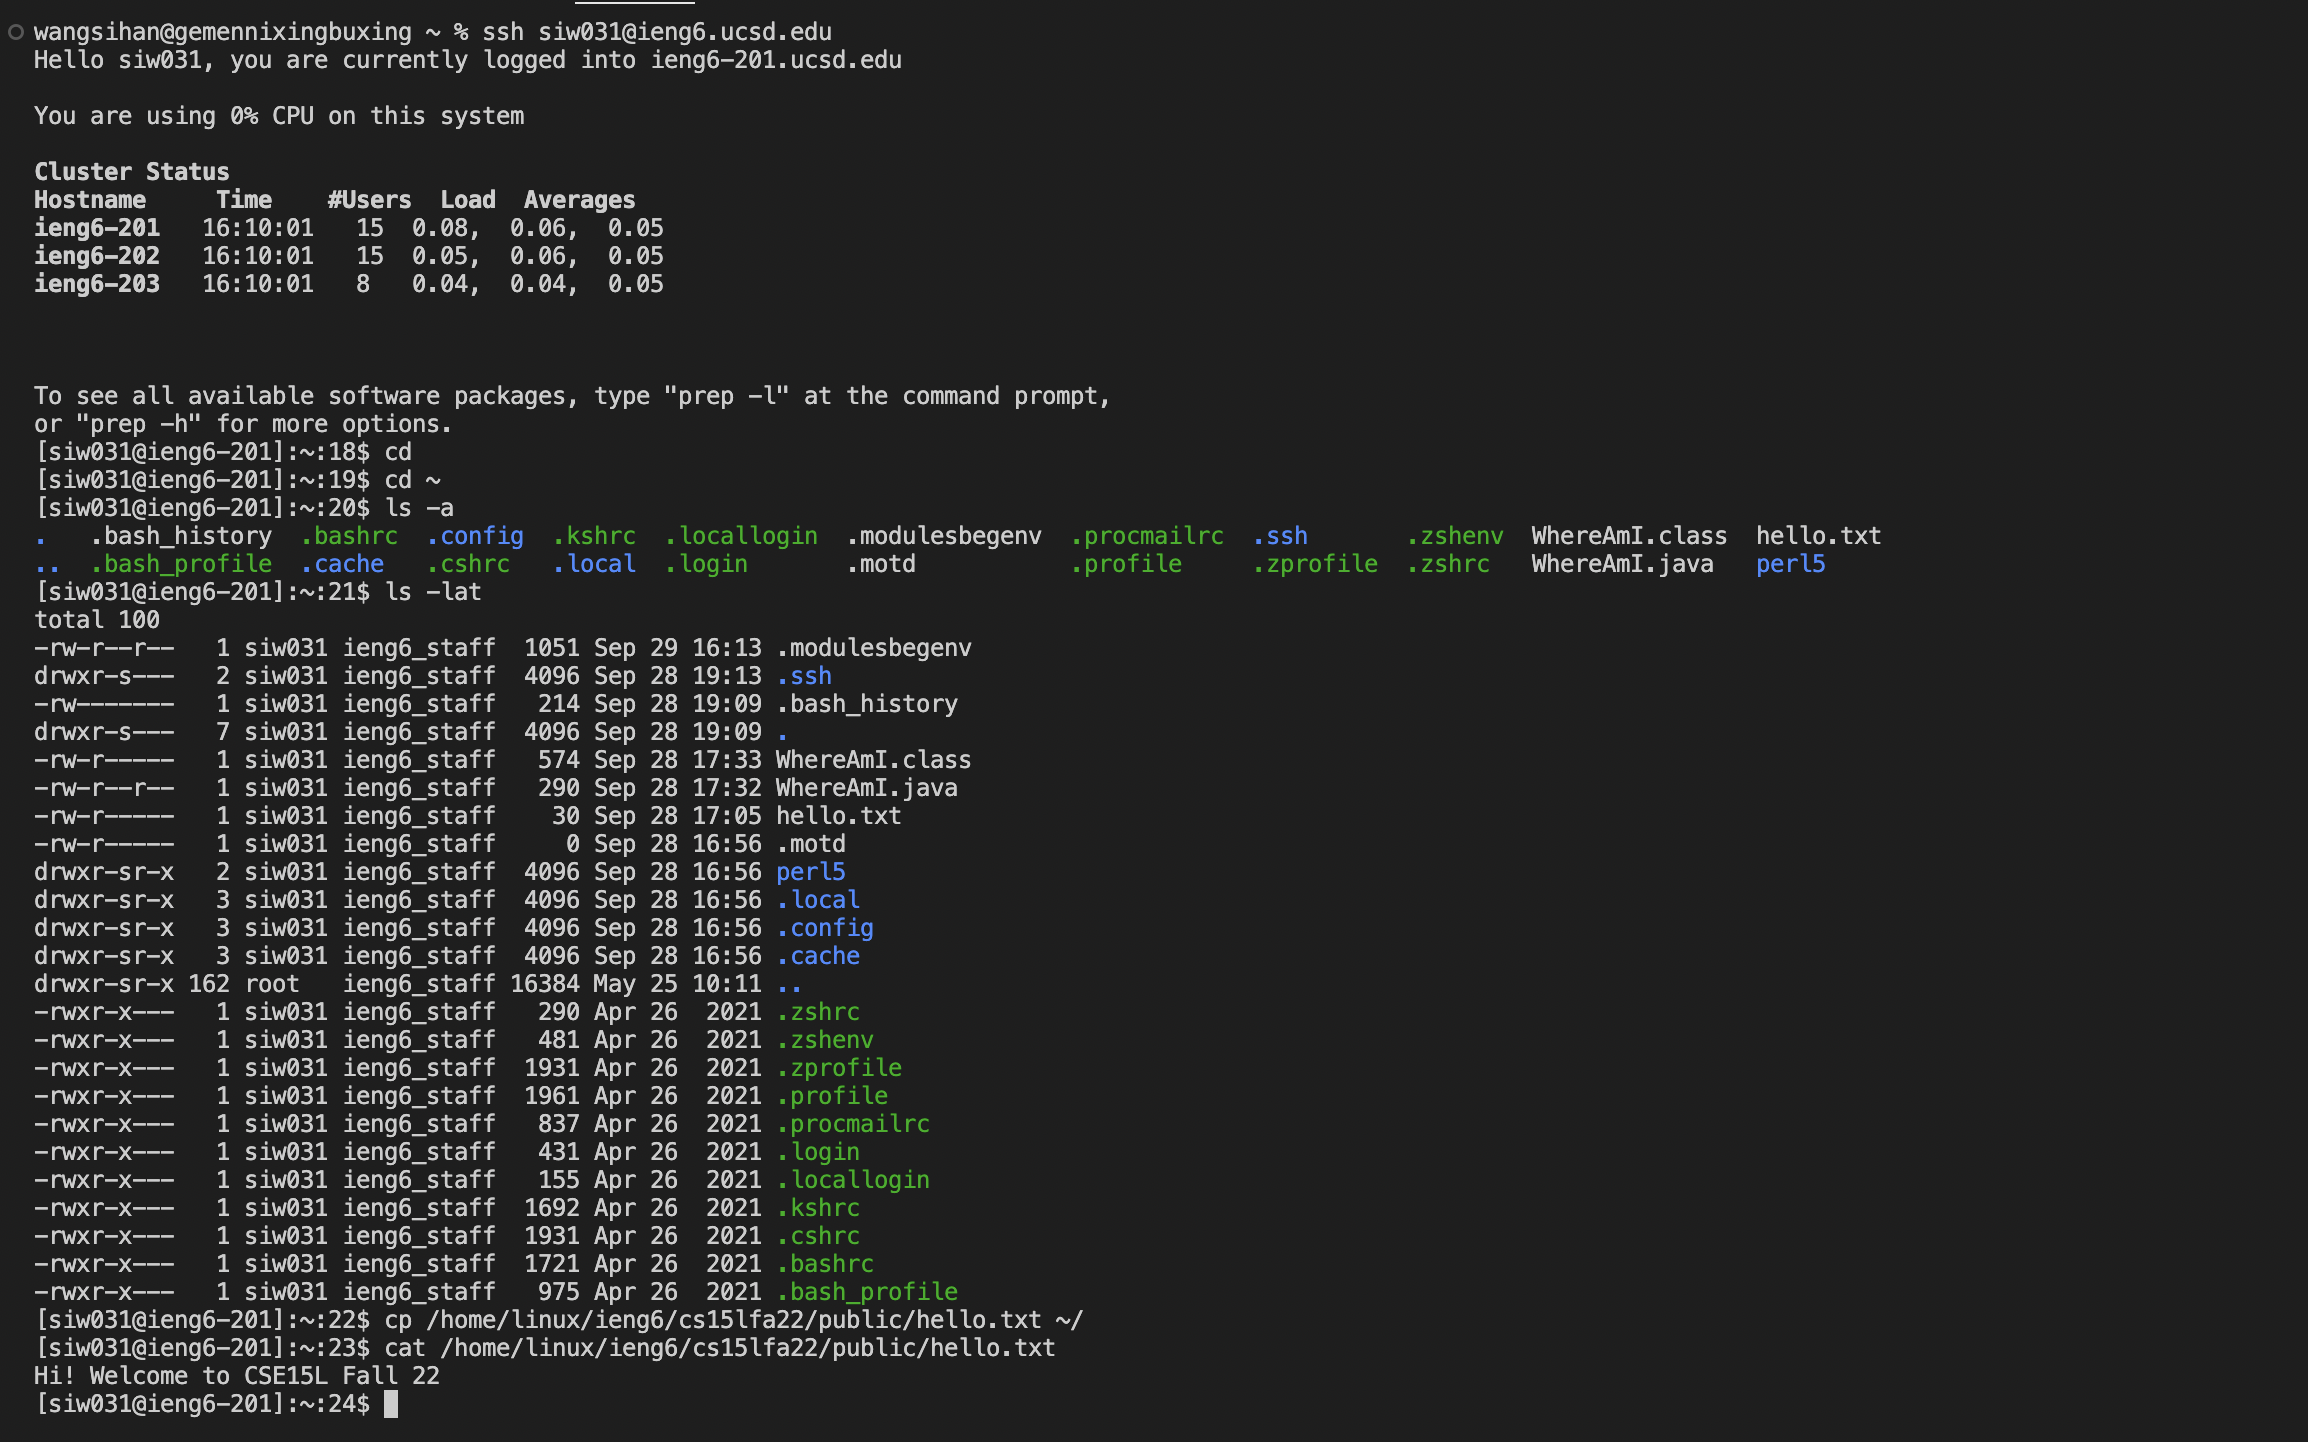 wangsihan@gemennixingbuxing ~ % ssh siw031@ieng6.ucsd.edu
Hello siw031, you are currently logged into ieng6-201.ucsd.edu
You are using 0% CPU on this system
Cluster Status
Hostname     Time    #Users  Load  Averages
ieng6-201   16:10:01   15  0.08,  0.06,  0.05
ieng6-202   16:10:01   15  0.05,  0.06,  0.05
ieng6-203   16:10:01   8   0.04,  0.04,  0.05
To see all available software packages, type "prep -l" at the command prompt,
or "prep -h" for more options.
[siw031@ieng6-201]:~:18$ cd
[siw031@ieng6-201]:~:19$ cd ~
[siw031@ieng6-201]:~:20$ ls -a
.   .bash_history  .bashrc  .config  .kshrc  .locallogin  .modulesbegenv  .procmailrc  .ssh       .zshenv  WhereAmI.class  hello.txt
..  .bash_profile  .cache   .cshrc   .local  .login       .motd           .profile     .zprofile  .zshrc   WhereAmI.java   perl5
[siw031@ieng6-201]:~:21$ ls -lat
total 100
-rw-r--r--   1 siw031 ieng6_staff  1051 Sep 29 16:13 .modulesbegenv
drwxr-s---   2 siw031 ieng6_staff  4096 Sep 28 19:13 .ssh
-rw-------   1 siw031 ieng6_staff   214 Sep 28 19:09 .bash_history
drwxr-s---   7 siw031 ieng6_staff  4096 Sep 28 19:09 .
-rw-r-----   1 siw031 ieng6_staff   574 Sep 28 17:33 WhereAmI.class
-rw-r--r--   1 siw031 ieng6_staff   290 Sep 28 17:32 WhereAmI.java
-rw-r-----   1 siw031 ieng6_staff    30 Sep 28 17:05 hello.txt
-rw-r-----   1 siw031 ieng6_staff     0 Sep 28 16:56 .motd
drwxr-sr-x   2 siw031 ieng6_staff  4096 Sep 28 16:56 perl5
drwxr-sr-x   3 siw031 ieng6_staff  4096 Sep 28 16:56 .local
drwxr-sr-x   3 siw031 ieng6_staff  4096 Sep 28 16:56 .config
drwxr-sr-x   3 siw031 ieng6_staff  4096 Sep 28 16:56 .cache
drwxr-sr-x 162 root   ieng6_staff 16384 May 25 10:11 ..
-rwxr-x---   1 siw031 ieng6_staff   290 Apr 26  2021 .zshrc
-rwxr-x---   1 siw031 ieng6_staff   481 Apr 26  2021 .zshenv
-rwxr-x---   1 siw031 ieng6_staff  1931 Apr 26  2021 .zprofile
-rwxr-x---   1 siw031 ieng6_staff  1961 Apr 26  2021 .profile
-rwxr-x---   1 siw031 ieng6_staff   837 Apr 26  2021 .procmailrc
-rwxr-x---   1 siw031 ieng6_staff   431 Apr 26  2021 .login
-rwxr-x---   1 siw031 ieng6_staff   155 Apr 26  2021 .locallogin
-rwxr-x---   1 siw031 ieng6_staff  1692 Apr 26  2021 .kshrc
-rwxr-x---   1 siw031 ieng6_staff  1931 Apr 26  2021 .cshrc
-rwxr-x---   1 siw031 ieng6_staff  1721 Apr 26  2021 .bashrc
-rwxr-x---   1 siw031 ieng6_staff   975 Apr 26  2021 .bash_profile
[siw031@ieng6-201]:~:22$ cp /home/linux/ieng6/cs15lfa22/public/hello.txt ~/
[siw031@ieng6-201]:~:23$ cat /home/linux/ieng6/cs15lfa22/public/hello.txt
Hi! Welcome to CSE15L Fall 22
[siw031@ieng6-201]:~:24$